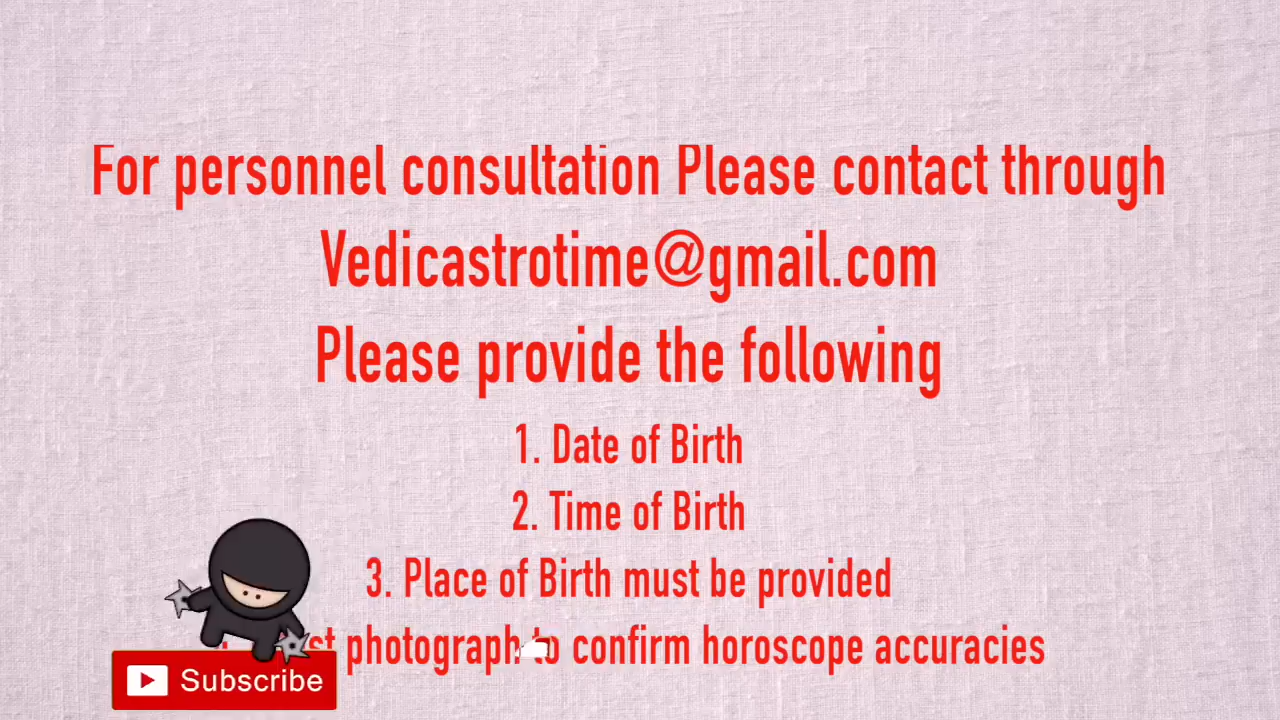 For personnel consultation Please contact through
Vedicastrotime@gmail.com
Please provide the following
1. Date of Birth
2. Time of Birth
3. Place of Birth must be provided
photograph to confirm horoscope accuracies
Subscribe